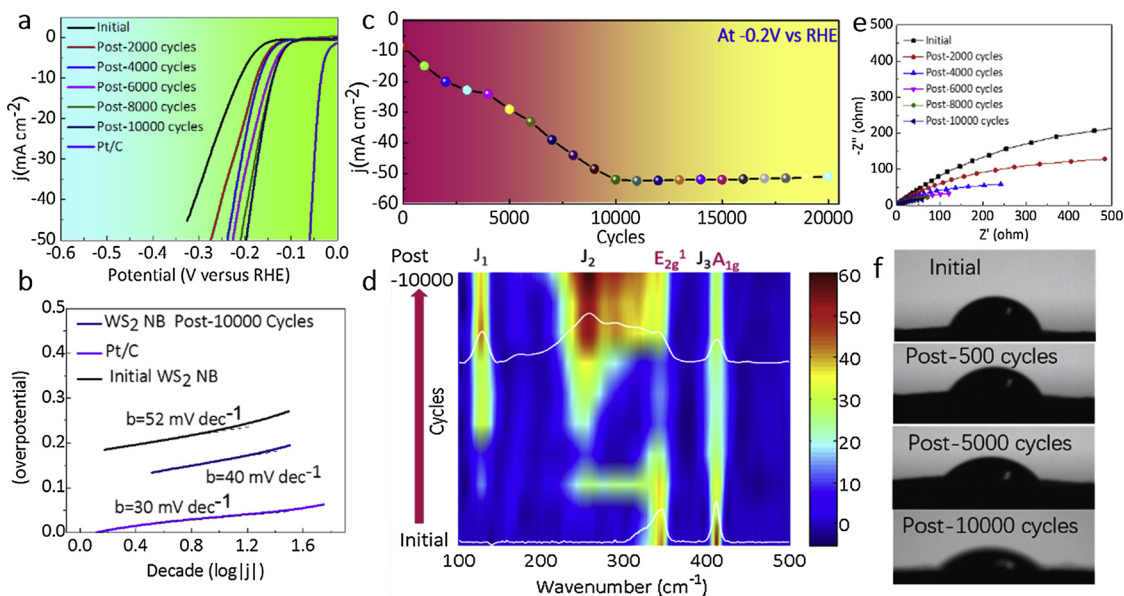 a
Initial
Post-2000 cycles
Post-4000 cycles
Post-6000 cycles
Post-8000 cycles
Post-10000 cycles
Pt/C
0
-10
-20
-30
-40
-50
j(mA cm-2)
-0.6 -0.5 -0.4 -0.3 -0.2 -0.1 0.0
Potential (V versus RHE)
c
At -0.2V vs RHE
0
-10
-20
-30
-40
-50
-60
j(mA cm-2)
0 5000 10000 15000 20000
Cycles
e
Initial
Post-2000 cycles
Post-4000 cycles
Post-6000 cycles
Post-8000 cycles
Post-10000 cycles
-500
-400
-300
-200
-100
0
-Z'' (ohm)
0 100 200 300 400 500
Z' (ohm)
b
WS2 NB Post-10000 Cycles
Pt/C
Initial WS2 NB
b=52 mV dec-1
b=40 mV dec-1
b=30 mV dec-1
0.5
0.4
0.3
0.2
0.1
0.0
(overpotential)
0.0 0.4 0.8 1.2 1.6
Decade (log|j|)
d
Post
-10000
Cycles
Initial
J1 J2 E2g1 J3 A1g
100 200 300 400 500
Wavenumber (cm-1)
60
50
40
30
20
10
0
f
Initial
Post-500 cycles
Post-5000 cycles
Post-10000 cycles